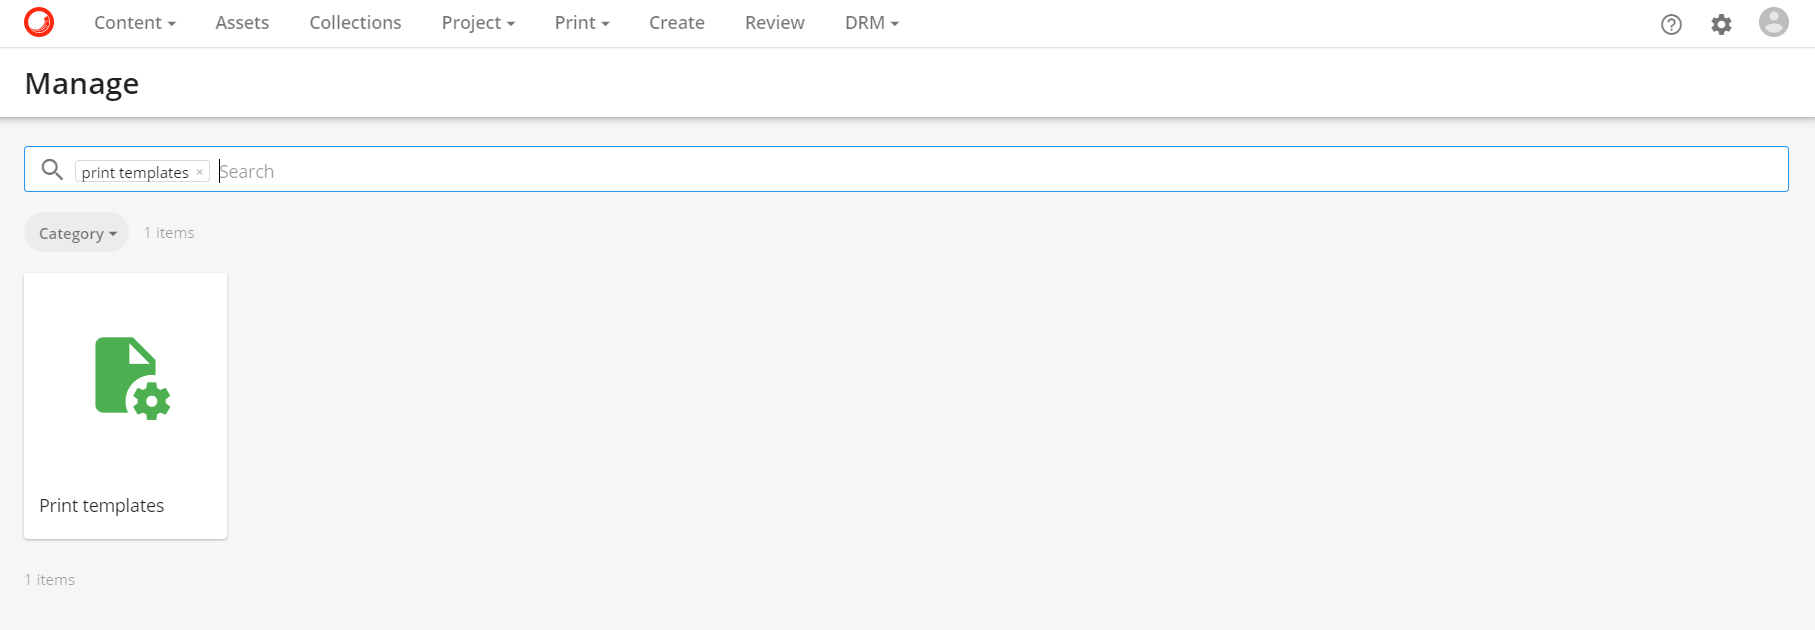 Content Assets Collections Project Print Create Review DRM
Manage
print templates × Search
Category 1 items
Print templates
1 items